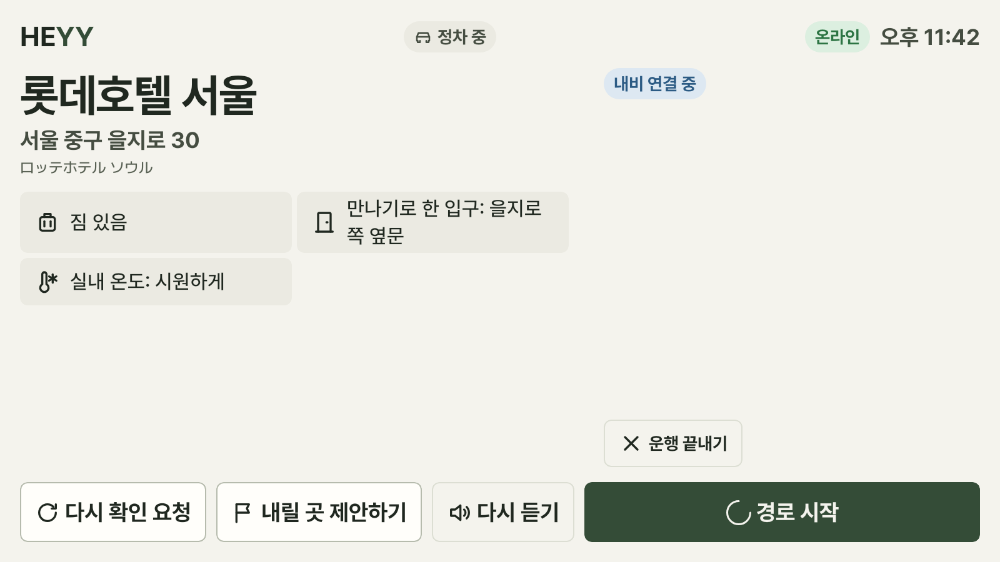 HEYY
정차 중
온라인
오후 11:42
롯데호텔 서울
내비 연결 중
서울 중구 을지로 30
ロッテホテル ソウル
짐 있음
만나기로 한 입구: 을지로
쪽 옆문
실내 온도: 시원하게
운행 끝내기
다시 확인 요청
내릴 곳 제안하기
다시 듣기
경로 시작